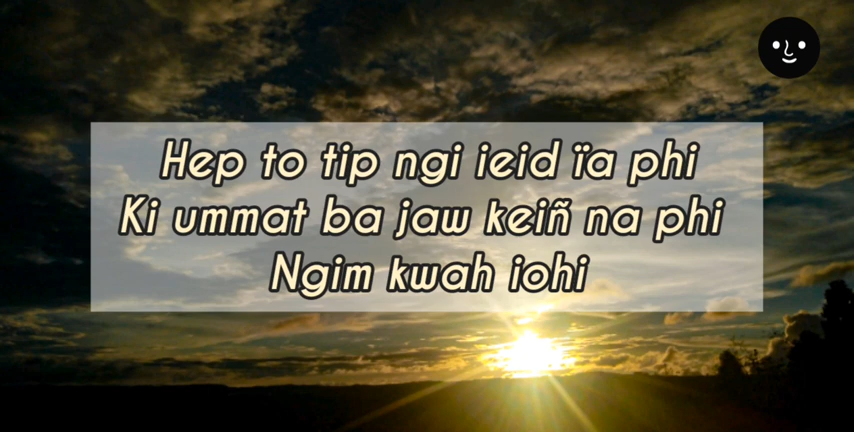 Hep to tip ngi ieid ïa phi
Ki ummat ba jaw keiñ na phi
Ngim kwah iohi